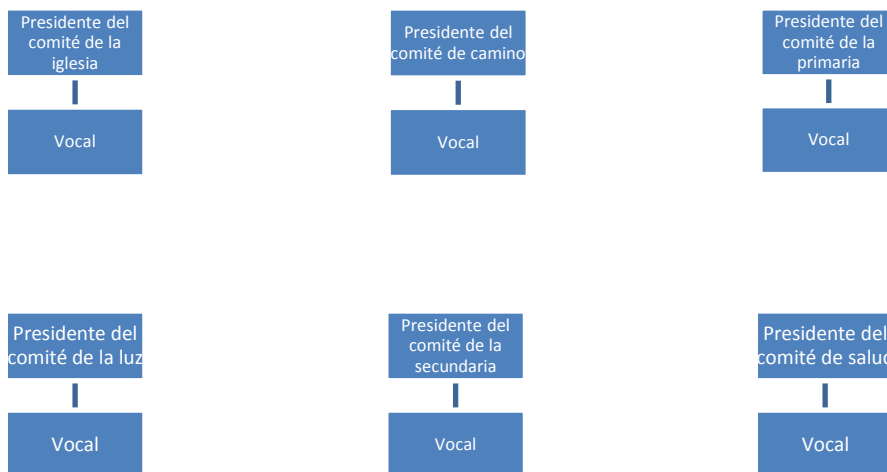 Presidente del
comité de la
iglesia
Presidente del
comité de camino
Presidente del
comité de la
primaria
Vocal
Vocal
Vocal
Presidente del
comité de la luz
Presidente del
comité de la
secundaria
Presidente del
comité de salud
Vocal
Vocal
Vocal